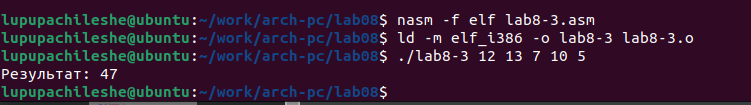 lupupachileshe@ubuntu:~/work/arch-pc/lab08$ nasm -f elf lab8-3.asm
lupupachileshe@ubuntu:~/work/arch-pc/lab08$ ld -m elf_i386 -o lab8-3 lab8-3.o
lupupachileshe@ubuntu:~/work/arch-pc/lab08$ ./lab8-3 12 13 7 10 5
Результат: 47
lupupachileshe@ubuntu:~/work/arch-pc/lab08$